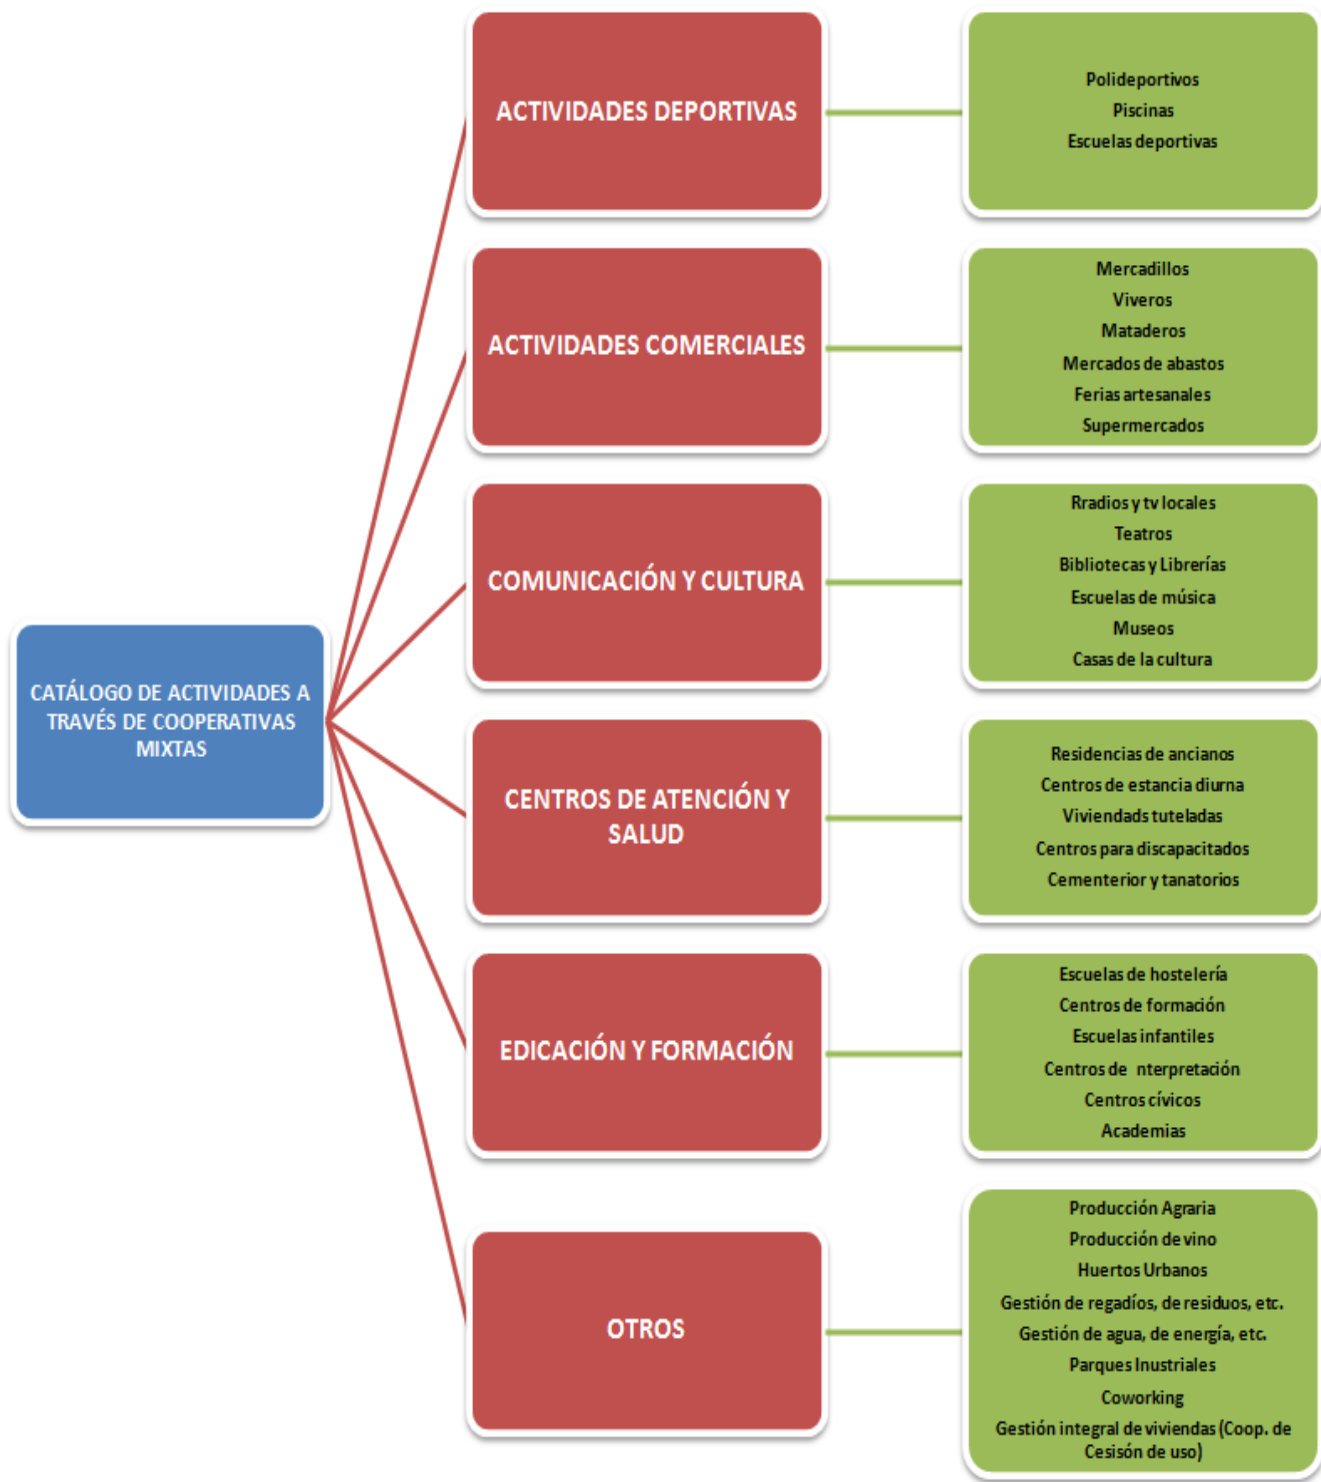 CATÁLOGO DE ACTIVIDADES A
TRAVÉS DE COOPERATIVAS
MIXTAS
ACTIVIDADES DEPORTIVAS
Polideportivos
Piscinas
Escuelas deportivas
ACTIVIDADES COMERCIALES
Mercadillos
Viveros
Mataderos
Mercados de abastos
Ferias artesanales
Supermercados
COMUNICACIÓN Y CULTURA
Rradios y tv locales
Teatros
Bibliotecas y Librerías
Escuelas de música
Museos
Casas de la cultura
CENTROS DE ATENCIÓN Y
SALUD
Residencias de ancianos
Centros de estancia diurna
Viviendads tuteladas
Centros para discapacitados
Cementerior y tanatorios
EDICACIÓN Y FORMACIÓN
Escuelas de hostelería
Centros de formación
Escuelas infantiles
Centros de nterpretación
Centros cívicos
Academias
OTROS
Producción Agraria
Producción de vino
Huertos Urbanos
Gestión de regadíos, de residuos, etc.
Gestión de agua, de energía, etc.
Parques Inustriales
Coworking
Gestión integral de viviendas (Coop. de
Cesisón de uso)